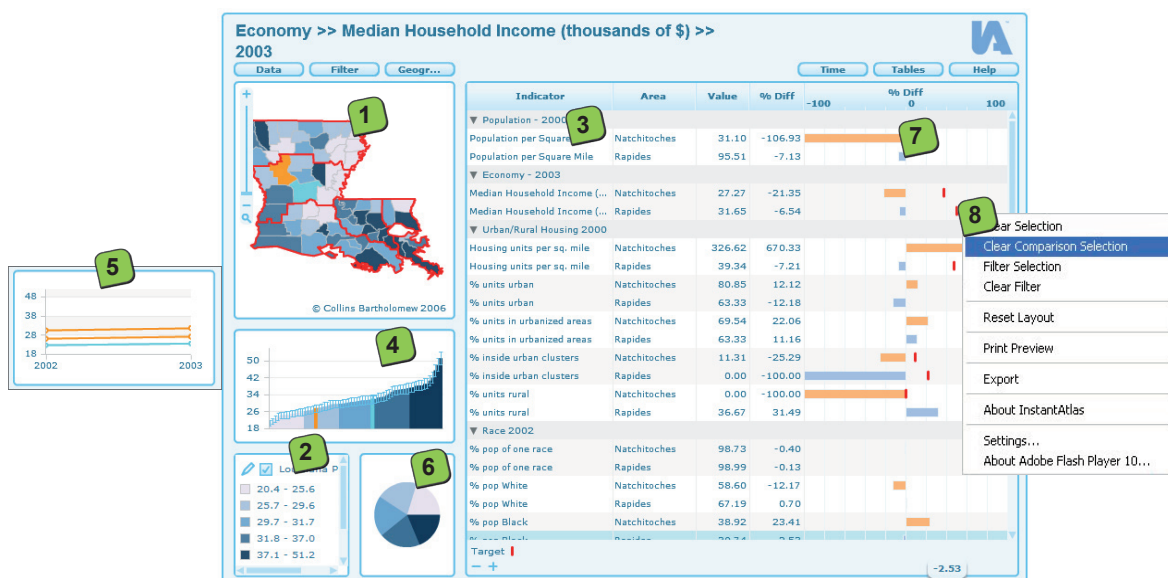 Economy >> Median Household Income (thousands of $) >>
2003
IA
Data Filter Geogr... Time Tables Help
1
© Collins Bartholomew 2006
5
48
38
28
18
2002 2003
4
50
42
34
26
18
2
20.4 - 25.6
25.7 - 29.6
29.7 - 31.7
31.8 - 37.0
37.1 - 51.2
6
Indicator Area Value % Diff % Diff
-100 0 100
3
7
▼ Population - 2000
Population per Square Natchitoches 31.10 -106.93
Population per Square Mile Rapides 95.51 -7.13
▼ Economy - 2003
Median Household Income (... Natchitoches 27.27 -21.35
Median Household Income (... Rapides 31.65 -6.54
▼ Urban/Rural Housing 2000
Housing units per sq. mile Natchitoches 326.62 670.33
Housing units per sq. mile Rapides 39.34 -7.21
% units urban Natchitoches 80.85 12.12
% units urban Rapides 63.33 -12.18
% units in urbanized areas Natchitoches 69.54 22.06
% units in urbanized areas Rapides 63.33 11.16
% inside urban clusters Natchitoches 11.31 -25.29
% inside urban clusters Rapides 0.00 -100.00
% units rural Natchitoches 0.00 -100.00
% units rural Rapides 36.67 31.49
▼ Race 2002
% pop of one race Natchitoches 98.73 -0.40
% pop of one race Rapides 98.99 -0.13
% pop White Natchitoches 58.60 -12.17
% pop White Rapides 67.19 0.70
% pop Black Natchitoches 38.92 23.41
Target
-2.53
8
Selection
Clear Comparison Selection
Filter Selection
Clear Filter
Reset Layout
Print Preview
Export
About InstantAtlas
Settings...
About Adobe Flash Player 10...